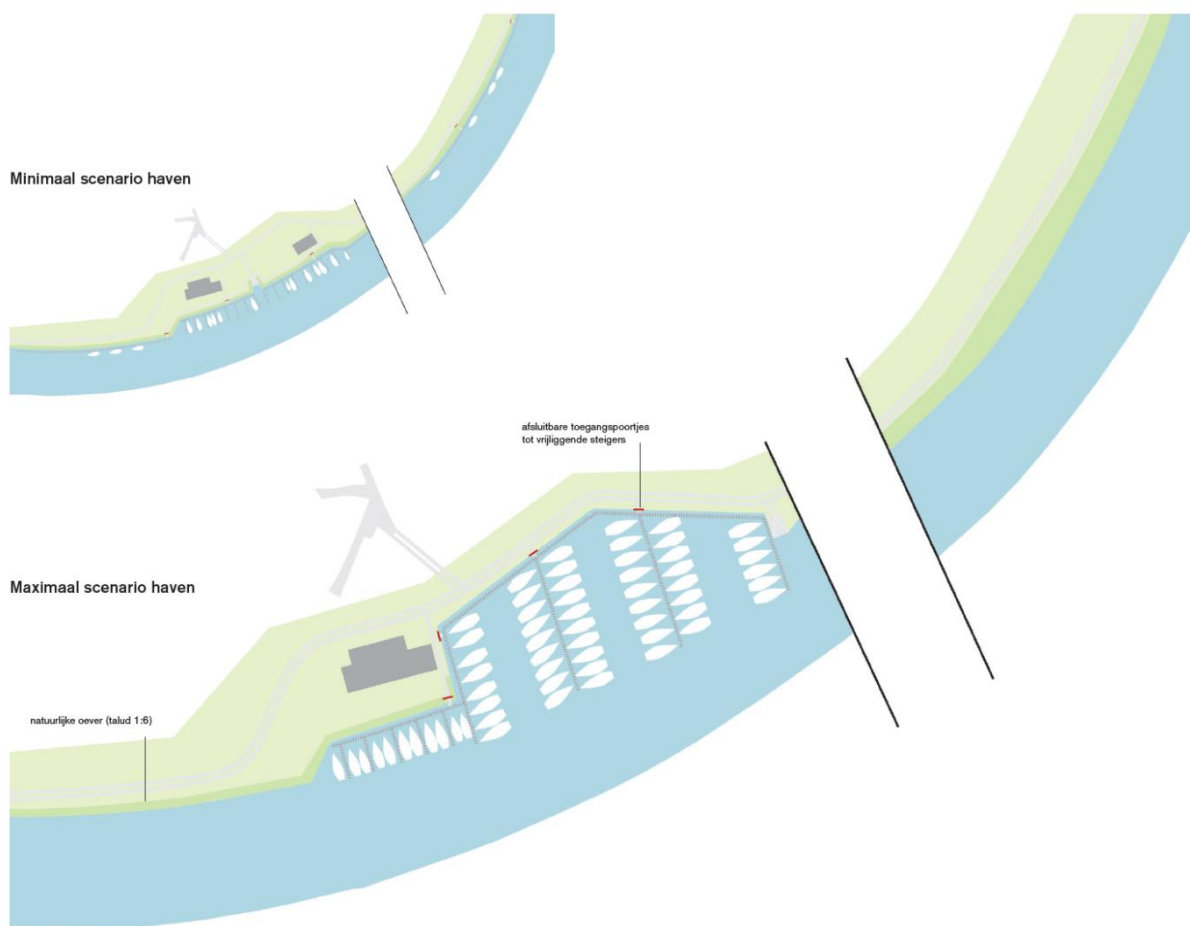 Minimaal scenario haven
afsluitbare toegangspoortjes
tot vrijliggende steigers
Maximaal scenario haven
natuurlijke oever (talud 1:6)